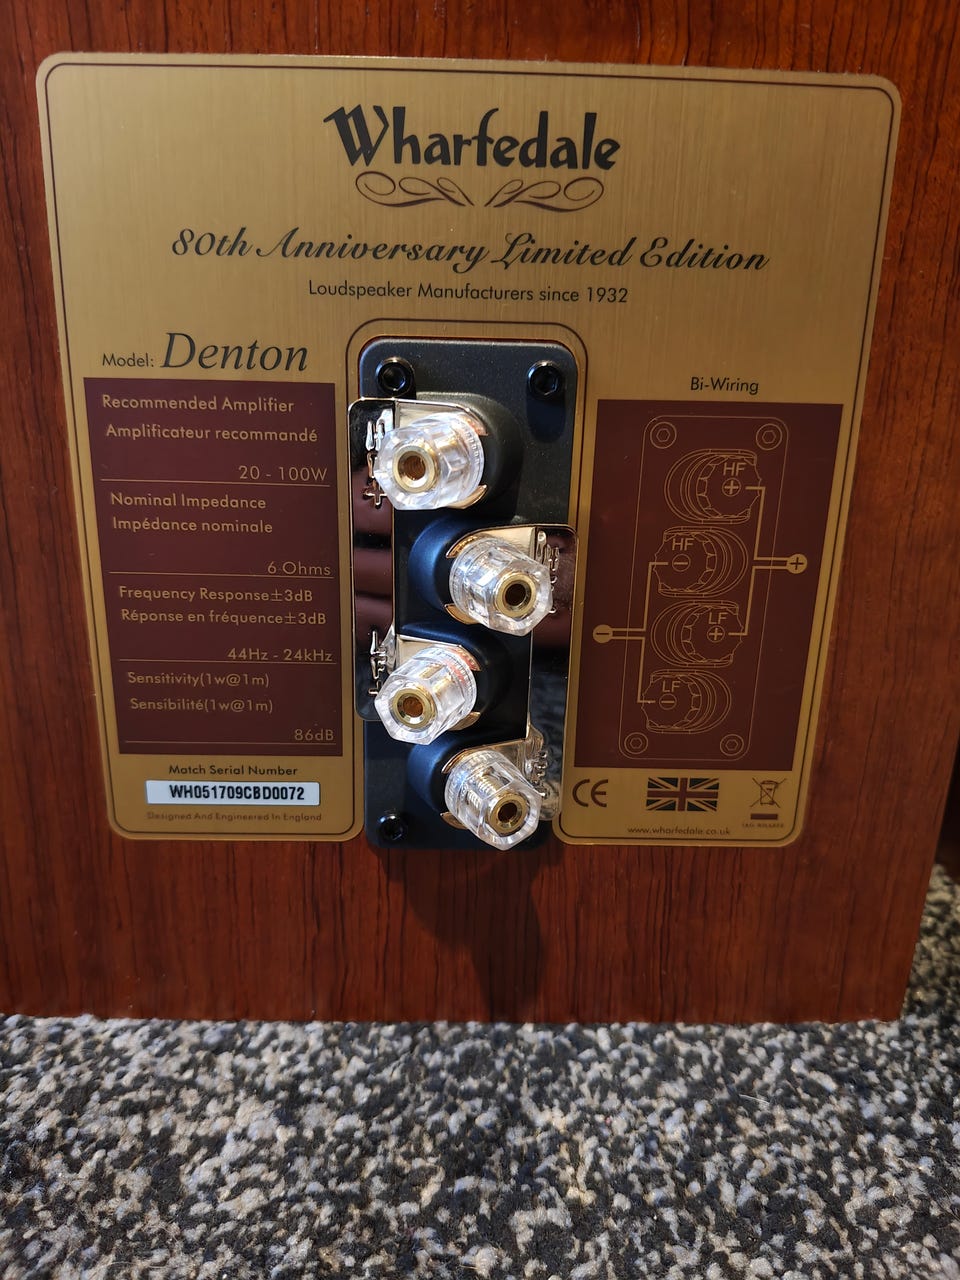 Wharfedale
80th Anniversary Limited Edition
Loudspeaker Manufacturers since 1932
Model: Denton
Recommended Amplifier
Amplificateur recommandé
20 - 100W
Nominal Impedance
Impédance nominale
6 Ohms
Frequency Response±3dB
Réponse en fréquence±3dB
44Hz - 24kHz
Sensitivity(1w@1m)
Sensibilité(1w@1m)
86dB
Match Serial Number
WH051709CBD0072
Designed And Engineered In England
Bi-Wiring
HF
+
HF
-
+
LF
+
-
LF
-
CE
www.wharfedale.co.uk